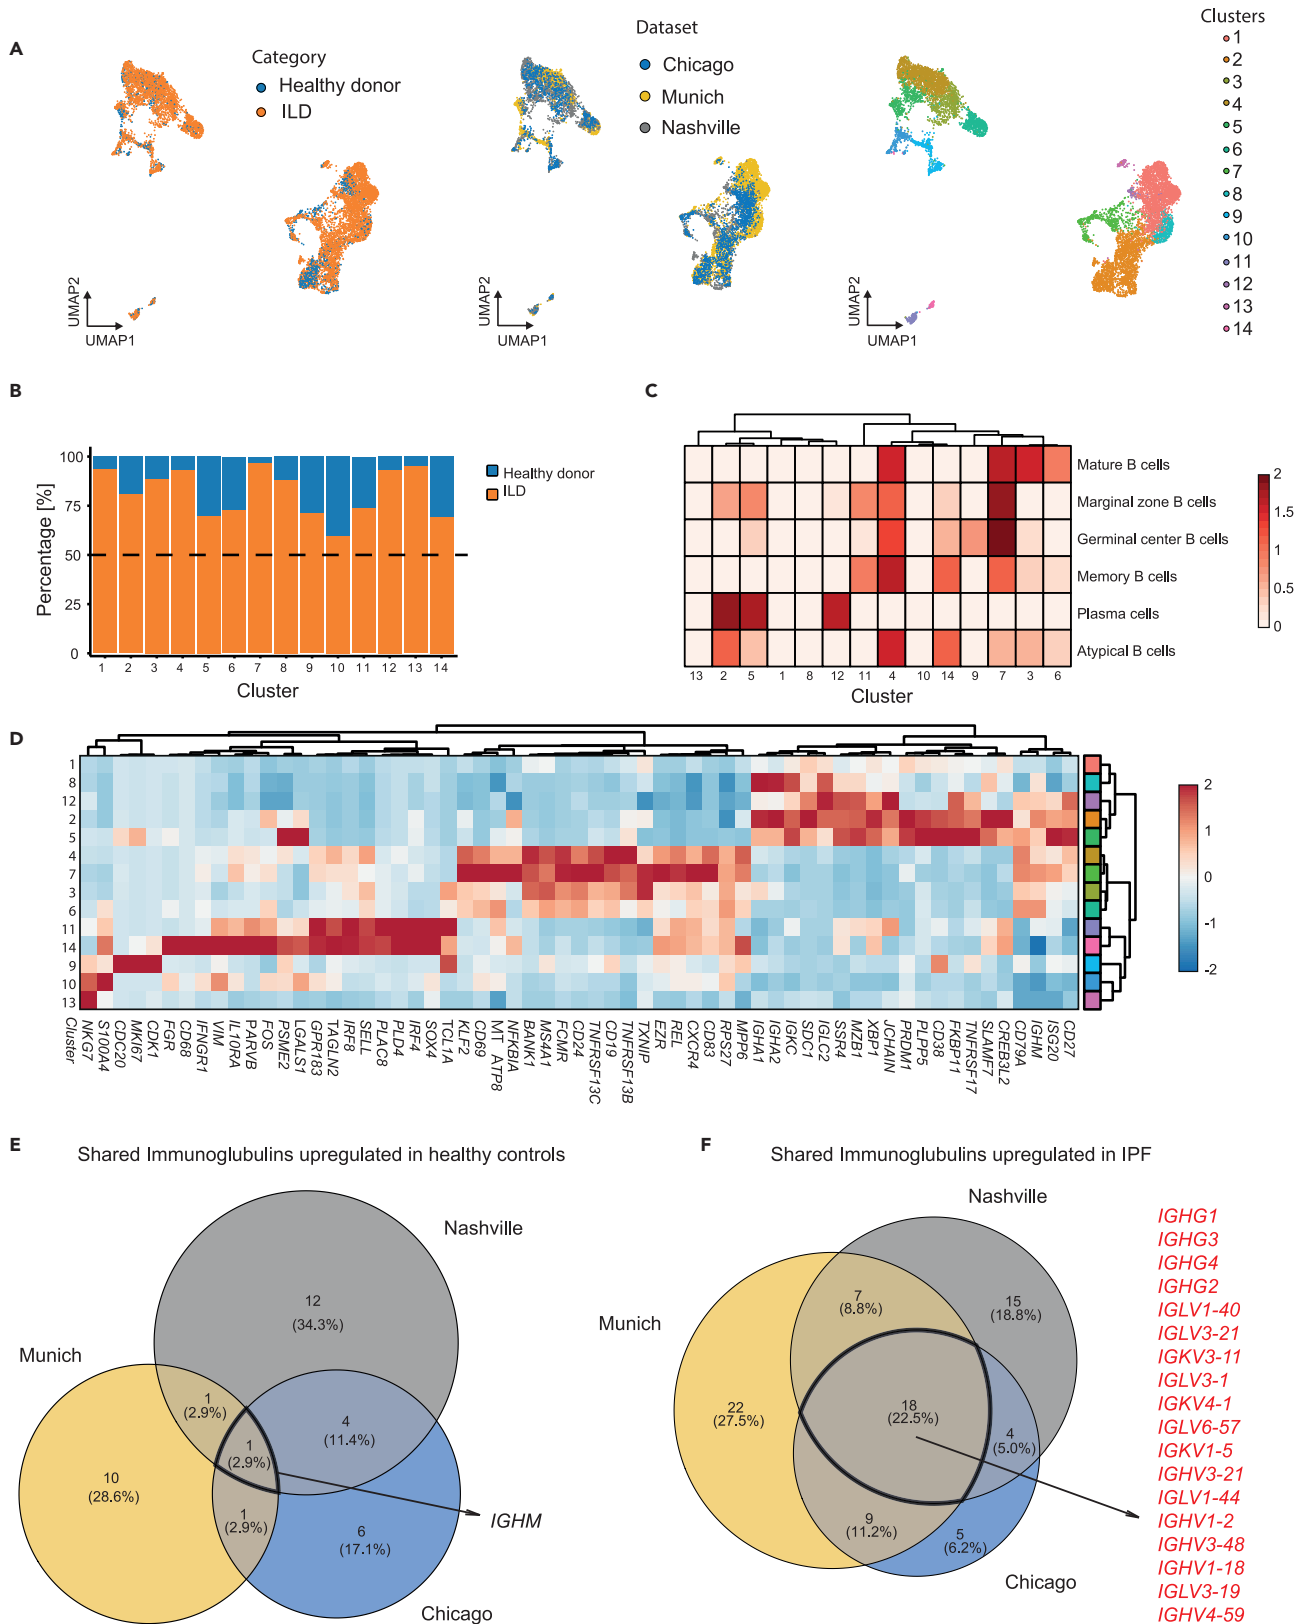 A
Category
Healthy donor
ILD
UMAP2
UMAP1
Dataset
Chicago
Munich
Nashville
UMAP2
UMAP1
UMAP2
UMAP1
Clusters
1
2
3
4
5
6
7
8
9
10
11
12
13
14
B
Percentage [%]
100
75
50
25
0
1 2 3 4 5 6 7 8 9 10 11 12 13 14
Cluster
Healthy donor
ILD
C
Mature B cells
Marginal zone B cells
Germinal center B cells
Memory B cells
Plasma cells
Atypical B cells
13 2 5 1 8 12 11 4 10 14 9 7 3 6
Cluster
2
1.5
1
0.5
0
D
1
8
12
2
5
4
7
3
6
11
14
9
10
13
Cluster
NKG7
S100A4
CDC20
MKI67
CDK1
FGR
CD68
IFNGR1
VIM
IL10RA
PARVB
FOS
PSME2
LGALS1
GPR183
TAGLN2
IRF8
SELL
PLAC8
PLD4
IRF4
SOX4
TCL1A
KLF2
CD69
MT_ATP8
NFKBIA
BANK1
MS4A1
FCMR
CD24
TNFRSF13C
CD19
TNFRSF13B
TXNIP
EZR
REL
CXCR4
CD83
RPS27
MPP6
IGHA1
IGHA2
IGKC
SDC1
IGLC2
SSR4
MZB1
XBP1
JCHAIN
PRDM1
PLPP5
CD38
FKBP11
TNFRSF17
SLAMF7
CREB3L2
CD79A
IGHM
ISG20
CD27
2
1
0
-1
-2
E
Shared Immunoglubulins upregulated in healthy controls
Nashville
12
(34.3%)
Munich
1
(2.9%)
4
(11.4%)
1
(2.9%)
10
(28.6%)
1
(2.9%)
6
(17.1%)
IGHM
Chicago
F
Shared Immunoglubulins upregulated in IPF
Nashville
7
(8.8%)
15
(18.8%)
Munich
22
(27.5%)
18
(22.5%)
4
(5.0%)
9
(11.2%)
5
(6.2%)
Chicago
IGHG1
IGHG3
IGHG4
IGHG2
IGLV1-40
IGLV3-21
IGKV3-11
IGLV3-1
IGKV4-1
IGLV6-57
IGKV1-5
IGHV3-21
IGLV1-44
IGHV1-2
IGHV3-48
IGHV1-18
IGLV3-19
IGHV4-59